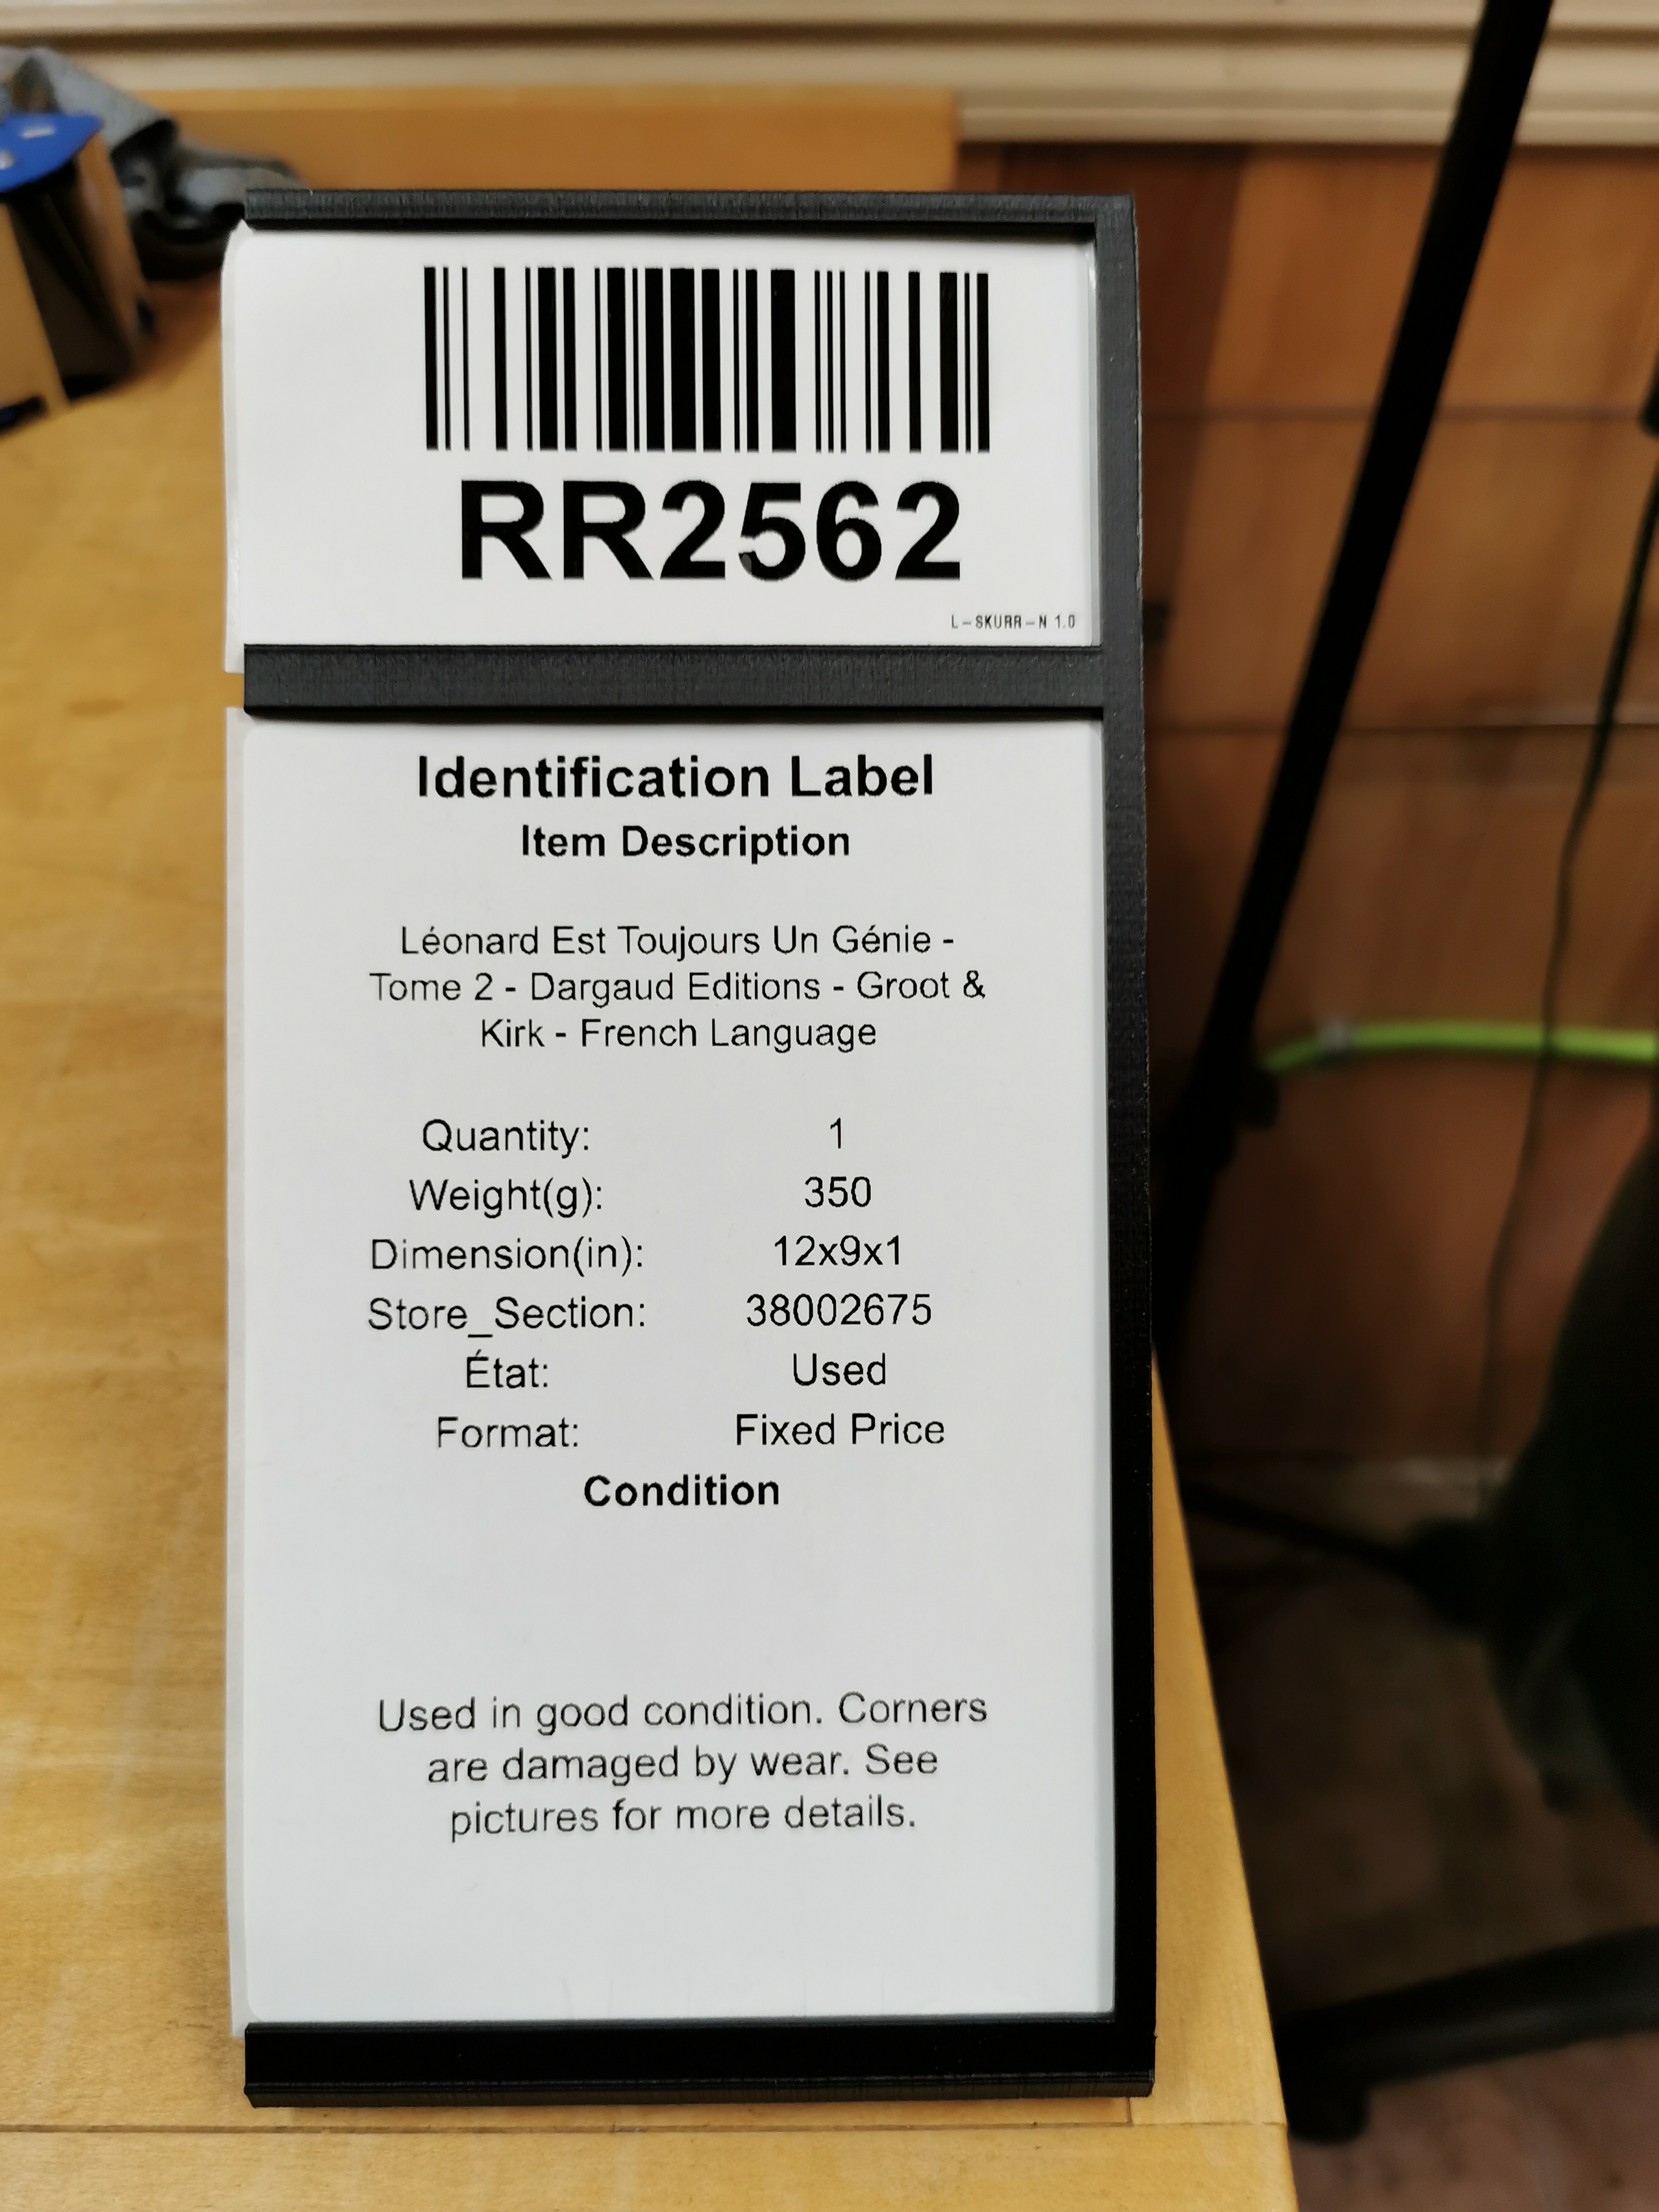 RR2562
L-SKURR-N 1.0
Identification Label
Item Description
Léonard Est Toujours Un Génie -
Tome 2 - Dargaud Editions - Groot &
Kirk - French Language
Quantity: 1
Weight(g): 350
Dimension(in): 12x9x1
Store_Section: 38002675
État: Used
Format: Fixed Price
Condition
Used in good condition. Corners
are damaged by wear. See
pictures for more details.